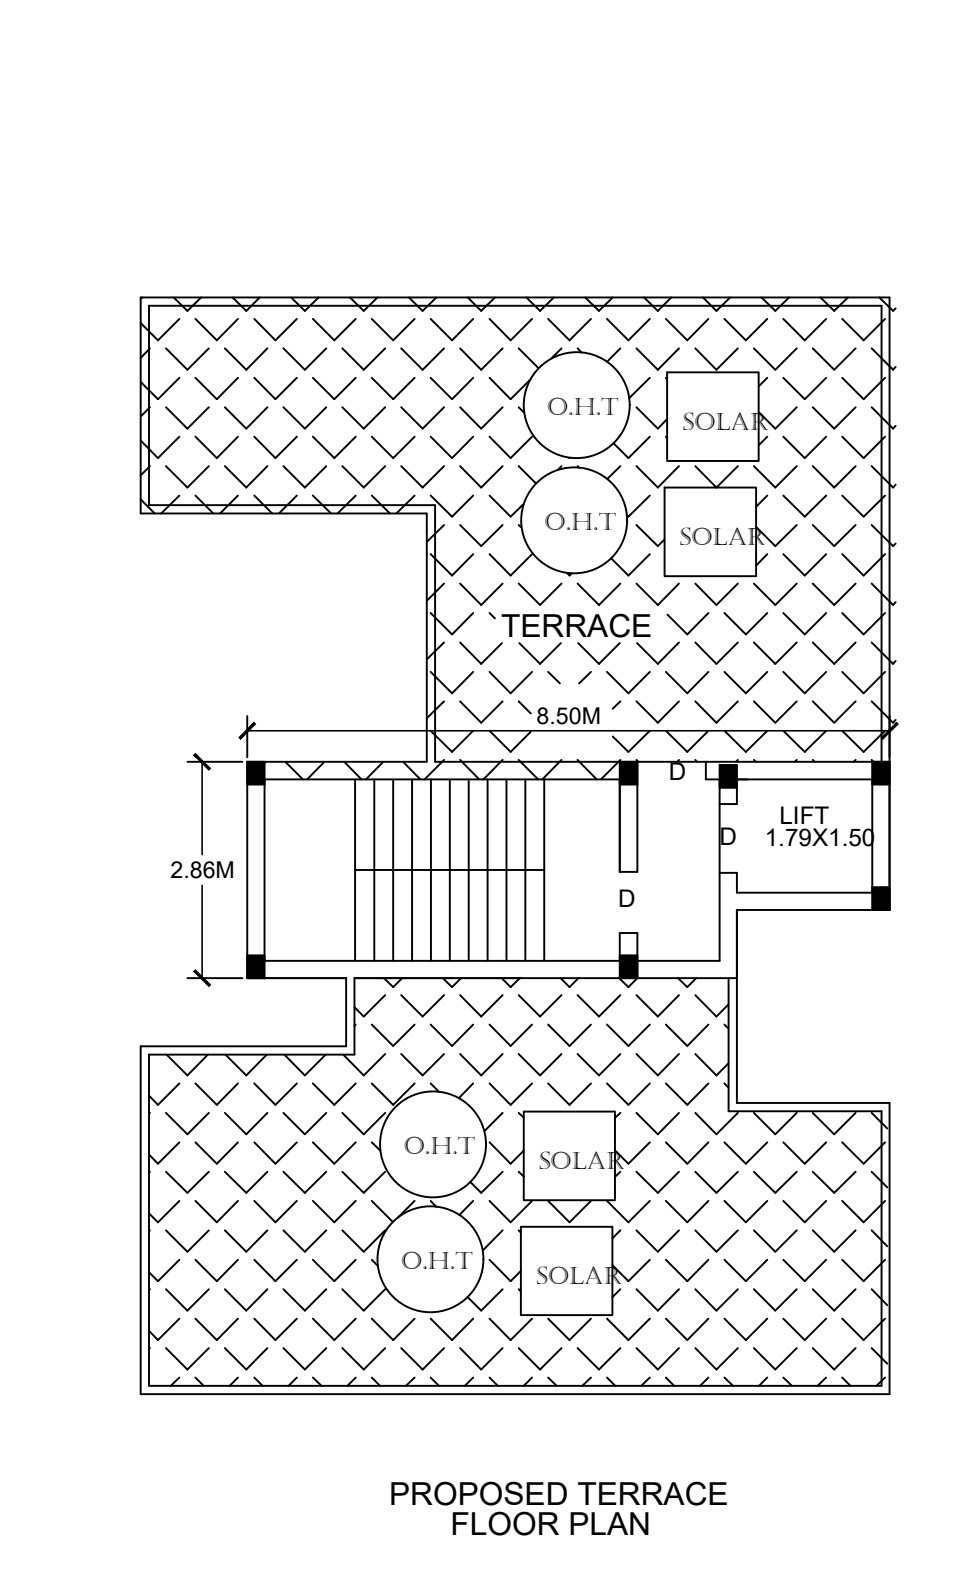 O.H.T
SOLAR
O.H.T
SOLAR
TERRACE
8.50M
D
LIFT
1.79X1.50
D
2.86M
D
O.H.T
SOLAR
O.H.T
SOLAR
PROPOSED TERRACE
FLOOR PLAN